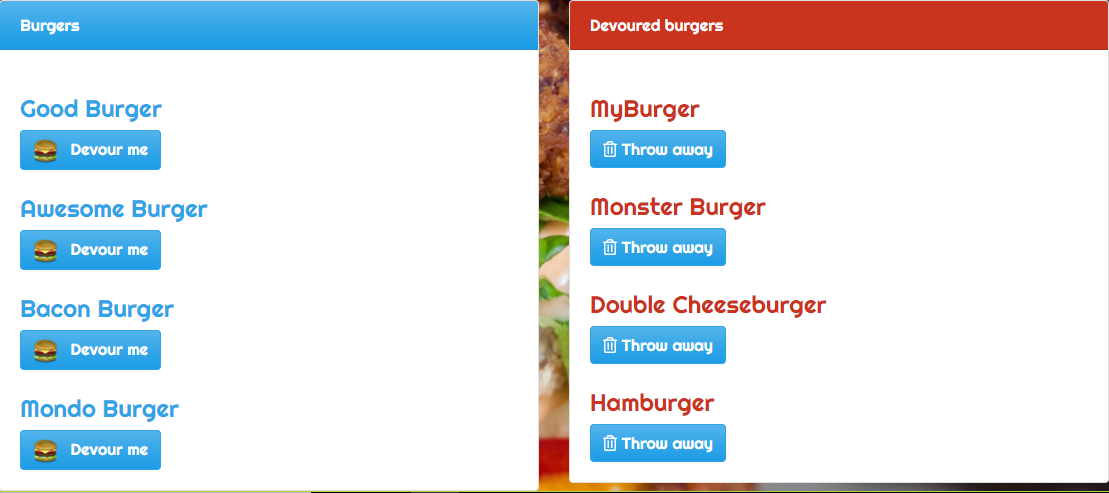 Burgers
Good Burger
Devour me
Awesome Burger
Devour me
Bacon Burger
Devour me
Mondo Burger
Devour me
Devoured burgers
MyBurger
Throw away
Monster Burger
Throw away
Double Cheeseburger
Throw away
Hamburger
Throw away